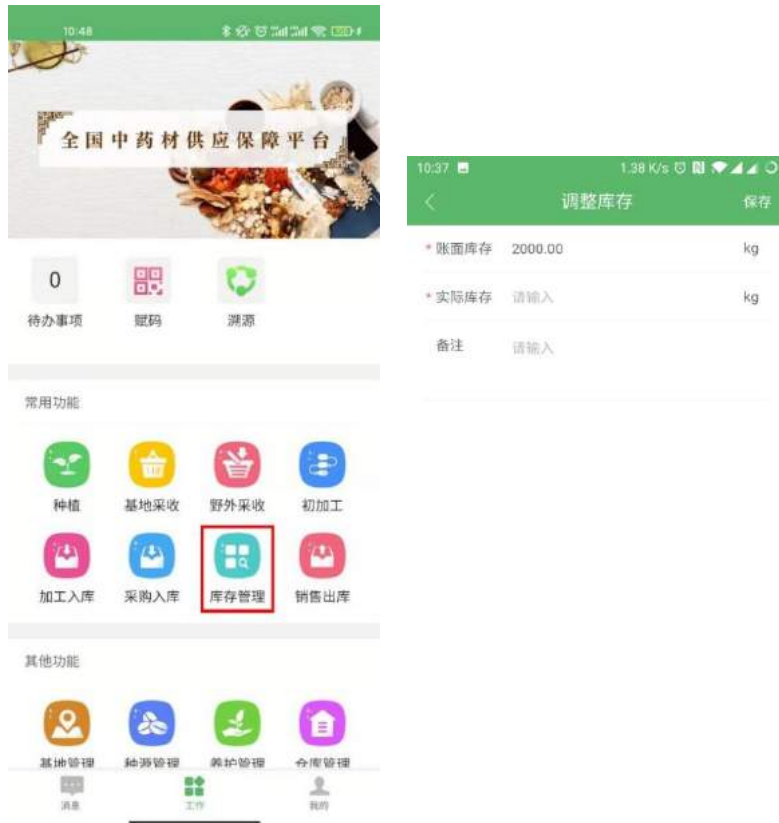 10:48
全国中药材供应保障平台
0
待办事项 赋码 溯源
常用功能
种植 基地采收 野外采收 初加工
加工入库 采购入库 库存管理 销售出库
其他功能
基地管理 种源管理 养护管理 仓库管理
消息 工作 我的
10:37 1.38 K/s
调整库存 保存
* 账面库存 2000.00 kg
* 实际库存 请输入 kg
备注 请输入